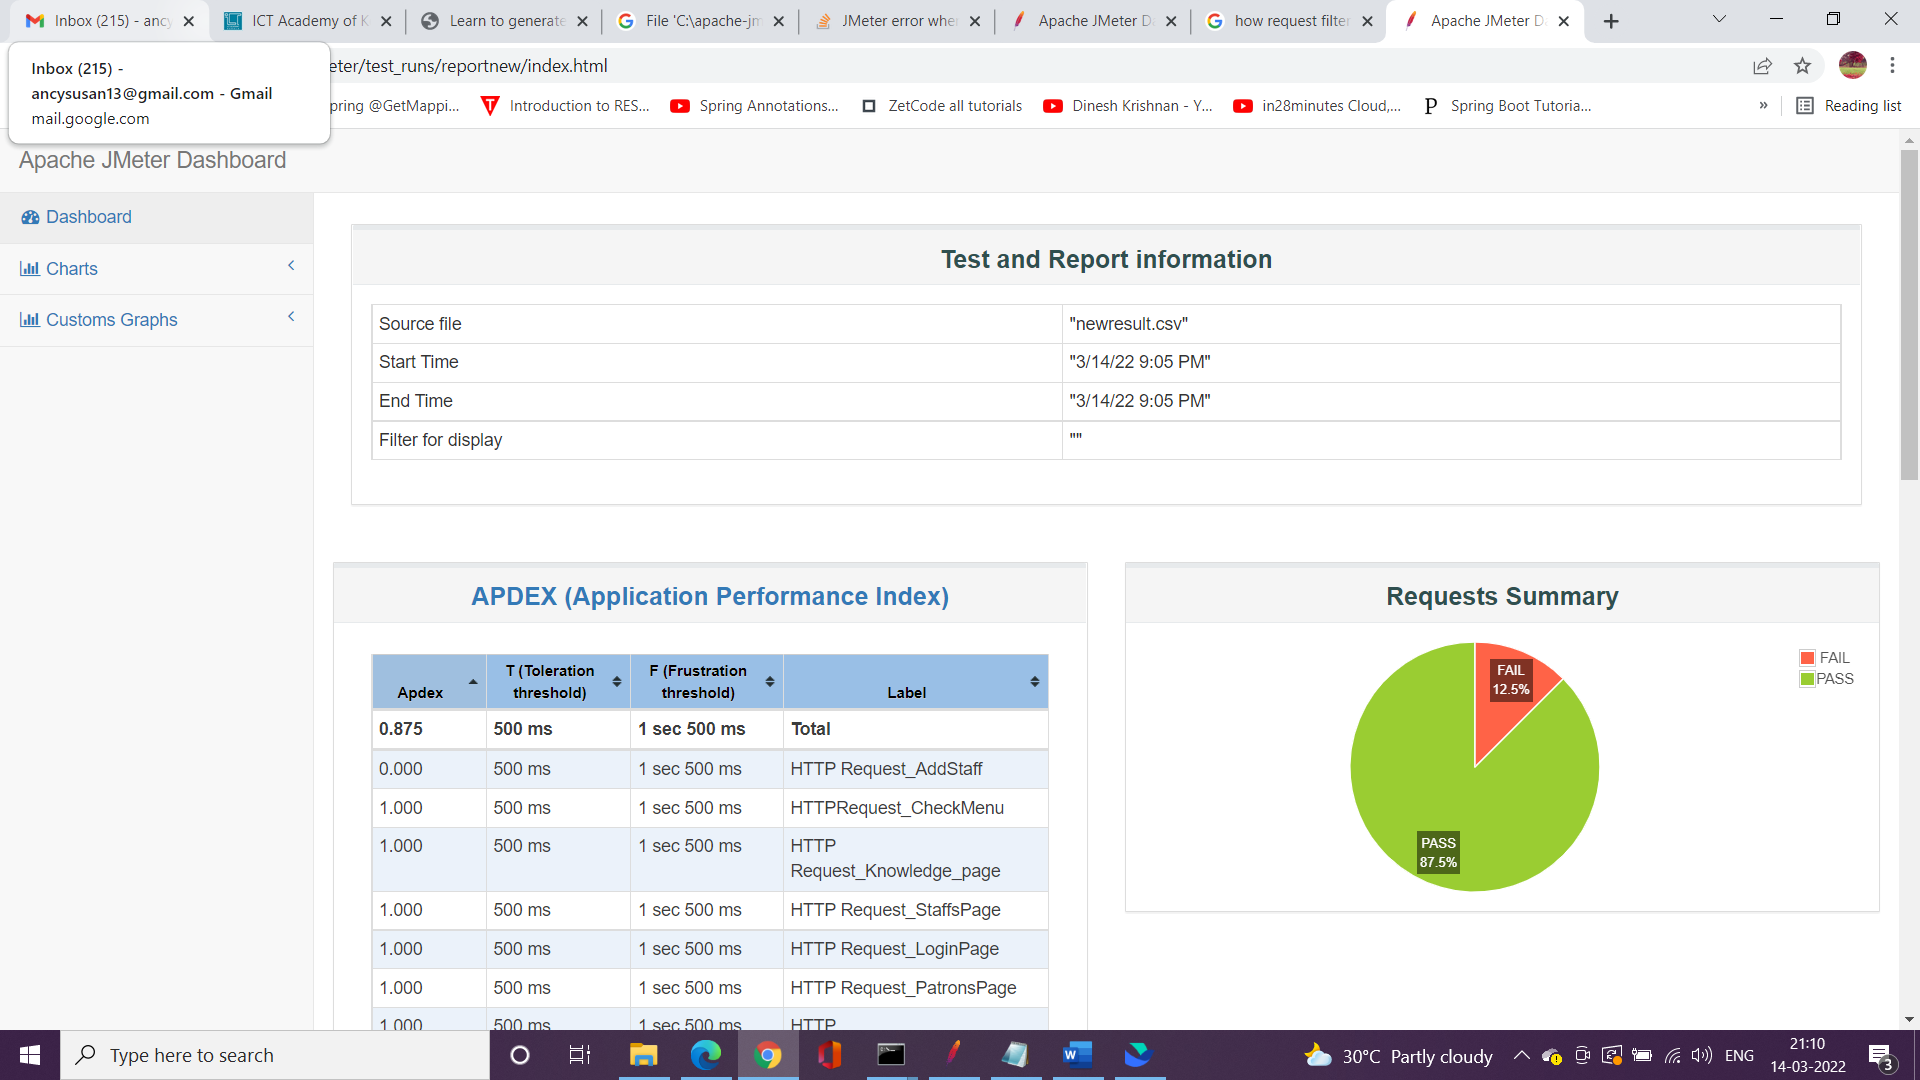 Inbox (215) - ancy
ICT Academy of K
Learn to generate
File 'C:\apache-jm
JMeter error whe
Apache JMeter D
how request filter
Apache JMeter D
Inbox (215) -
ancysusan13@gmail.com - Gmail
mail.google.com
eter/test_runs/reportnew/index.html
pring @GetMappi...
Introduction to RES...
Spring Annotations...
ZetCode all tutorials
Dinesh Krishnan - Y...
in28minutes Cloud,...
Spring Boot Tutoria...
»
Reading list
Apache JMeter Dashboard
Dashboard
Charts
Customs Graphs
Test and Report information
Source file "newresult.csv"
Start Time "3/14/22 9:05 PM"
End Time "3/14/22 9:05 PM"
Filter for display ""
APDEX (Application Performance Index)
Apdex T (Toleration threshold) F (Frustration threshold) Label
0.875 500 ms 1 sec 500 ms Total
0.000 500 ms 1 sec 500 ms HTTP Request_AddStaff
1.000 500 ms 1 sec 500 ms HTTPRequest_CheckMenu
1.000 500 ms 1 sec 500 ms HTTP
Request_Knowledge_page
1.000 500 ms 1 sec 500 ms HTTP Request_StaffsPage
1.000 500 ms 1 sec 500 ms HTTP Request_LoginPage
1.000 500 ms 1 sec 500 ms HTTP Request_PatronsPage
1.000 500 ms 1 sec 500 ms HTTP
Requests Summary
FAIL
PASS
FAIL
12.5%
PASS
87.5%
Type here to search
30°C Partly cloudy
ENG
21:10
14-03-2022
3